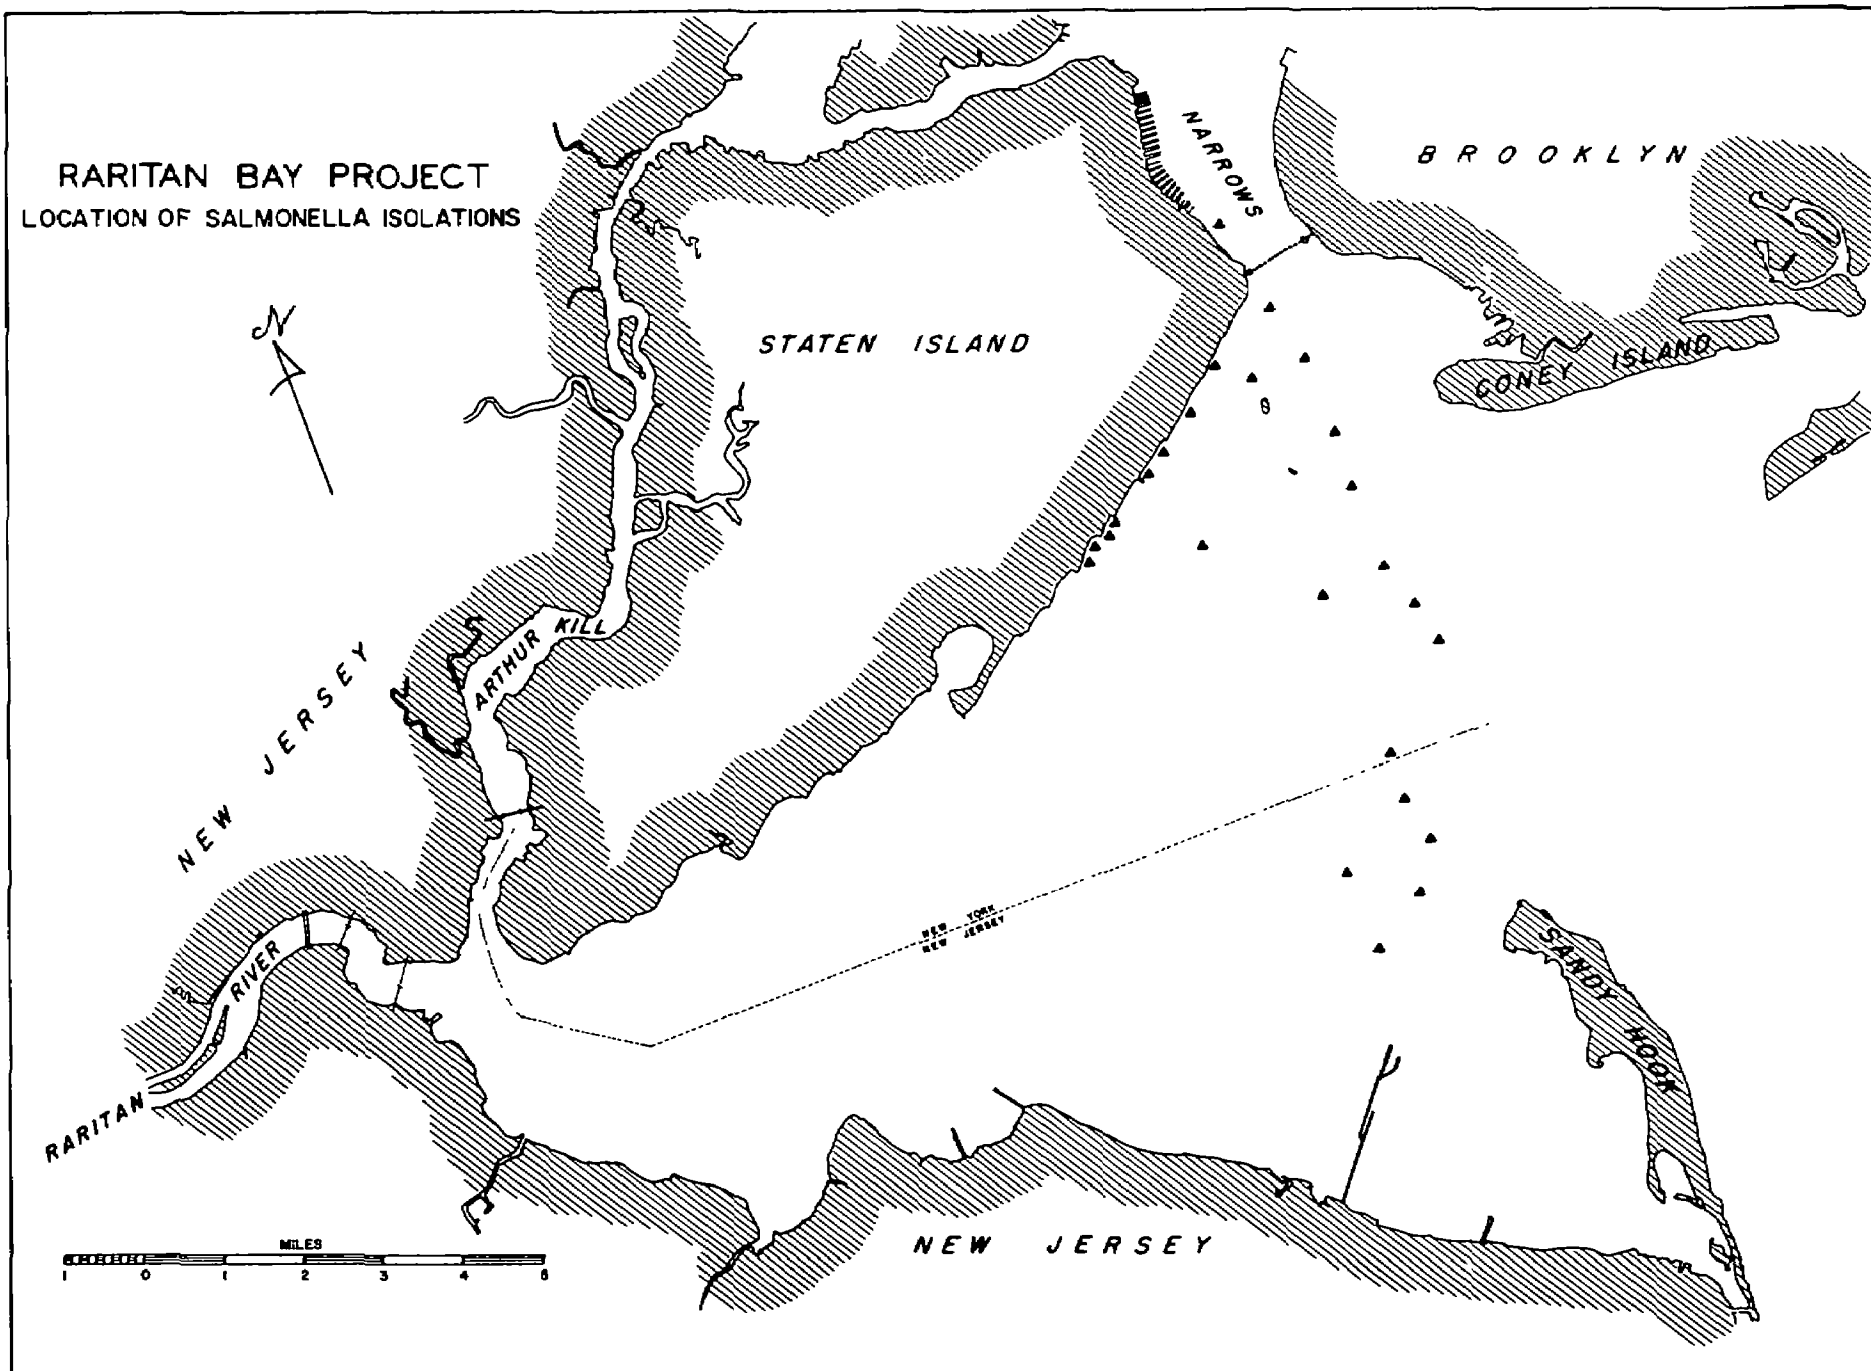 RARITAN BAY PROJECT
LOCATION OF SALMONELLA ISOLATIONS
N
NARROWS
BROOKLYN
STATEN ISLAND
CONEY ISLAND
ARTHUR KILL
NEW JERSEY
NEW YORK
NEW JERSEY
RARITAN RIVER
SANDY HOOK
NEW JERSEY
MILES
1 0 1 2 3 4 5